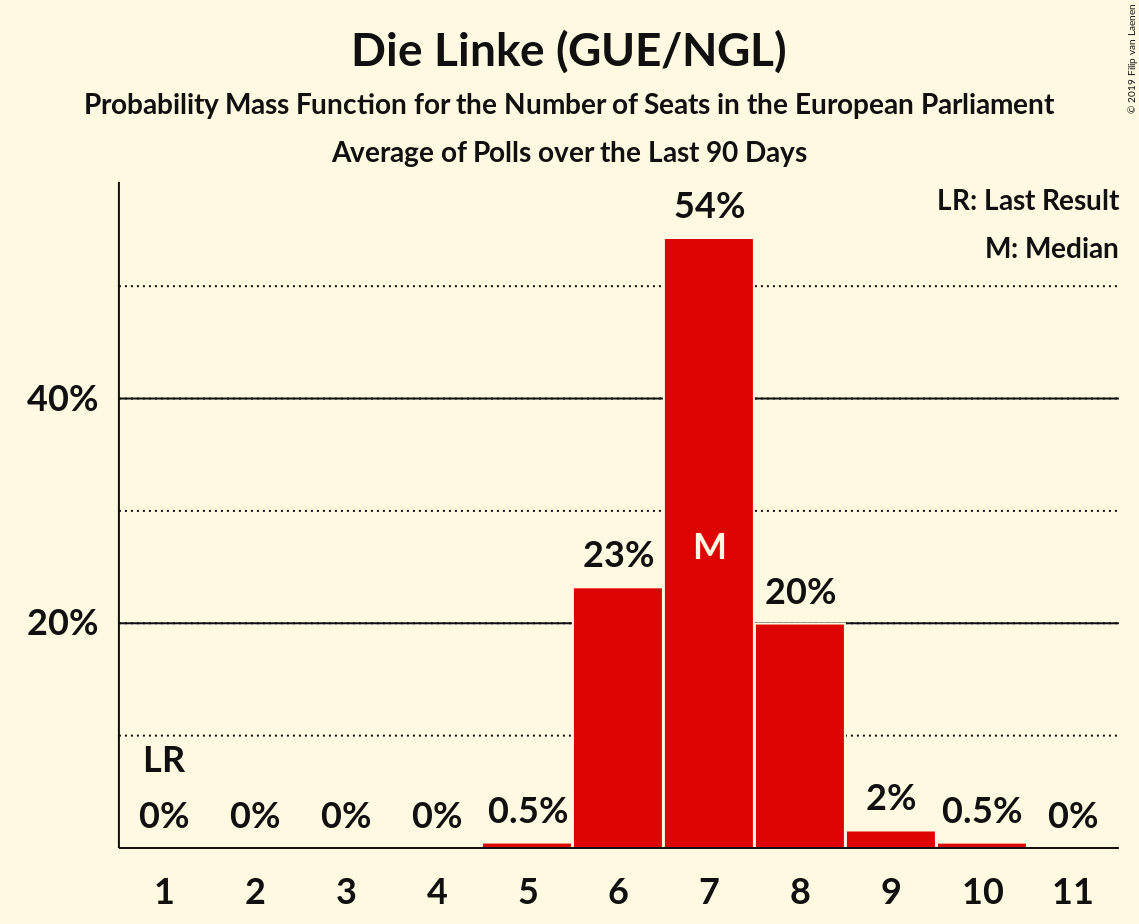 Die Linke (GUE/NGL)
Probability Mass Function for the Number of Seats in the European Parliament
Average of Polls over the Last 90 Days
© 2019 Filip van Laenen
LR: Last Result
M: Median
40%
20%
LR
0%
0%
0%
0%
0.5%
23%
54%
M
20%
2%
0.5%
0%
1 2 3 4 5 6 7 8 9 10 11